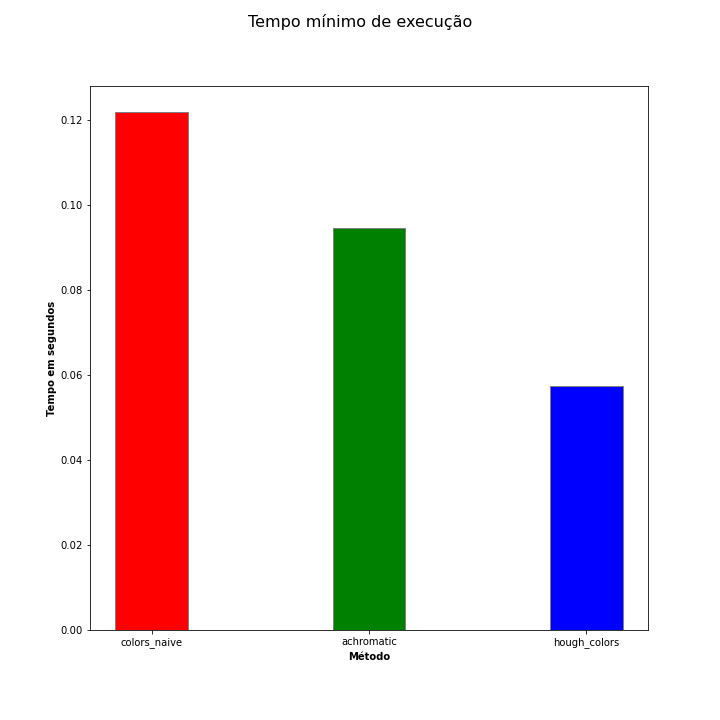 Tempo mínimo de execução
0.12
0.10
0.08
0.06
0.04
0.02
0.00
Tempo em segundos
colors_naive
achromatic
hough_colors
Método